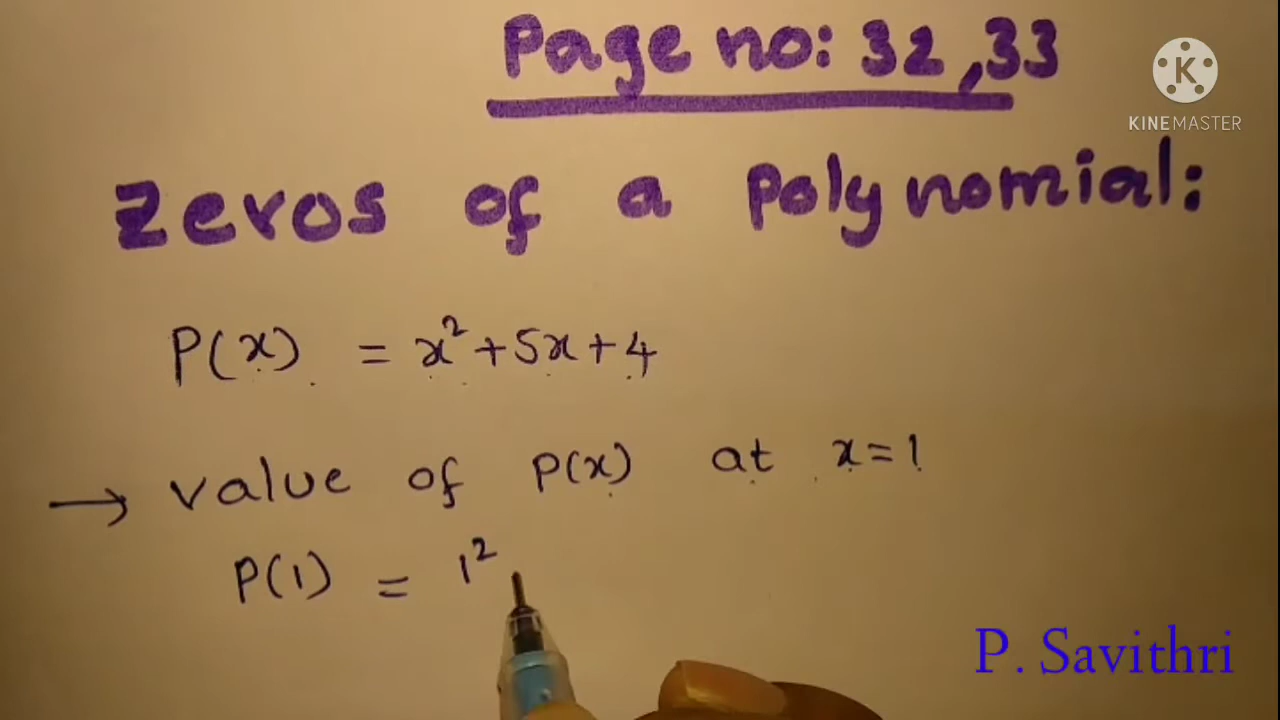 Page no: 32,33
KINEMASTER
Zeros of a polynomial:
P(x) = x² + 5x + 4
→ value of P(x) at x=1
P(1) = 1²
P. Savithri